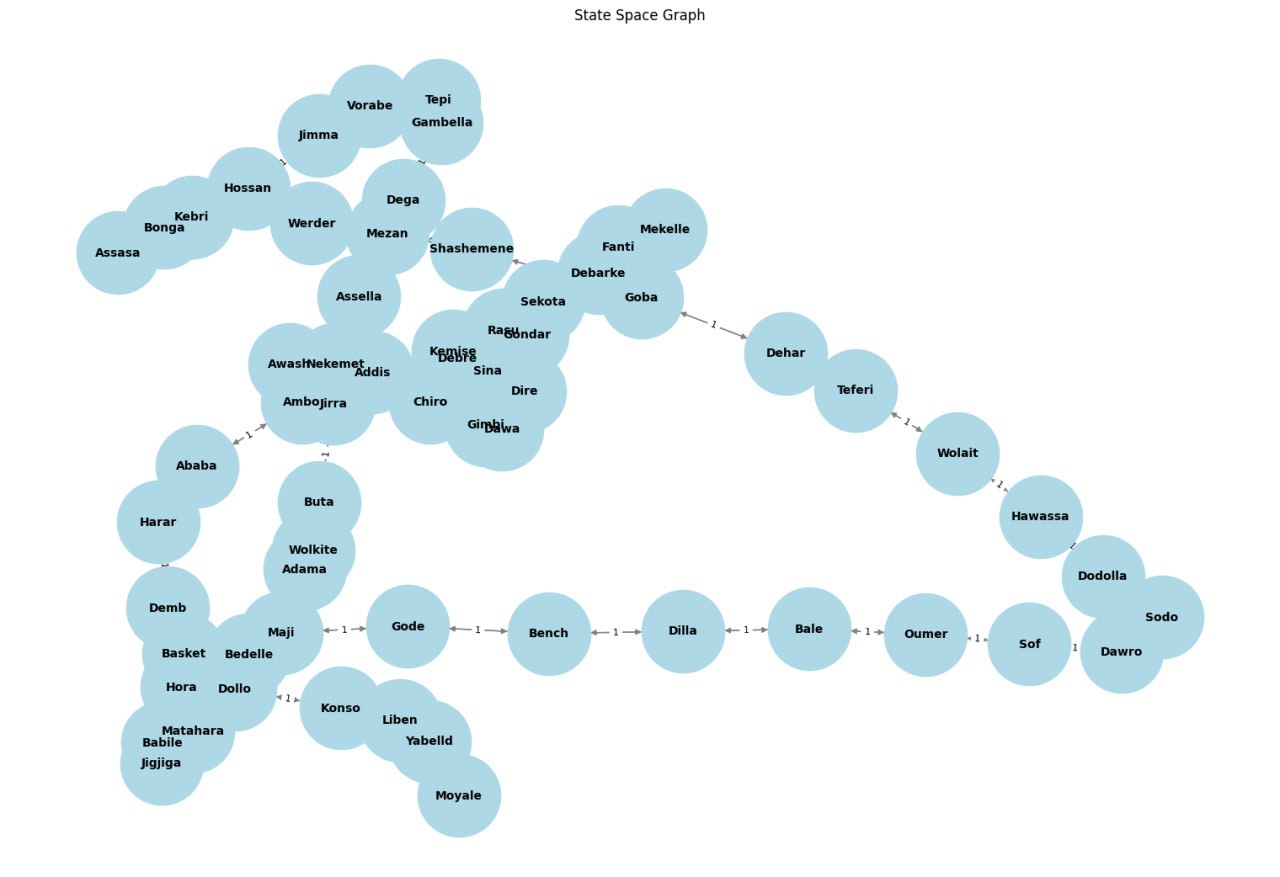 State Space Graph
Tepi
Vorabe
Gambella
Jimma
1
1
Hossan
Dega
Kebri
Werder
Bonga
Mezan
Mekelle
Assasa
Shashemene
Fanti
Debarke
Assella
Sekota
Goba
1
Rasu
Gondar
Kemise
Debre
Dehar
Awash
Nekemet
Addis
Sina
Dire
Teferi
Ambo
Jirra
Chiro
1
Gimbi
Dawa
1
1
Wolait
Ababa
1
Buta
Hawassa
Harar
1
Wolkite
1
Adama
Dodolla
Demb
Sodo
Maji
1
Gode
1
Bench
1
Dilla
1
Bale
1
Oumer
1
Sof
1
Dawro
Basket
Bedelle
Hora
Dollo
1
Konso
Liben
Matahara
Yabelld
Babile
Jigjiga
Moyale